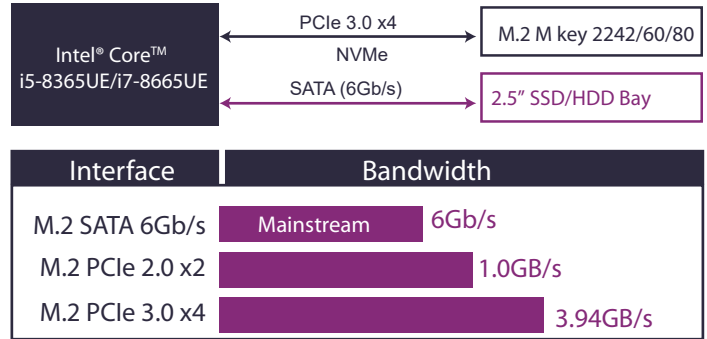 Intel® Core™
i5-8365UE/i7-8665UE
PCIe 3.0 x4
NVMe
SATA (6Gb/s)
M.2 M key 2242/60/80
2.5” SSD/HDD Bay
Interface Bandwidth
M.2 SATA 6Gb/s Mainstream 6Gb/s
M.2 PCIe 2.0 x2 1.0GB/s
M.2 PCIe 3.0 x4 3.94GB/s